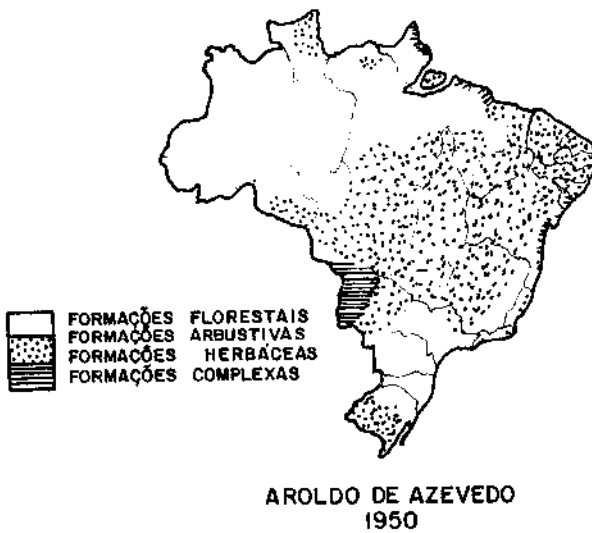 FORMAÇÕES FLORESTAIS
FORMAÇÕES ARBUSTIVAS
FORMAÇÕES HERBÁCEAS
FORMAÇÕES COMPLEXAS
AROLDO DE AZEVEDO
1950